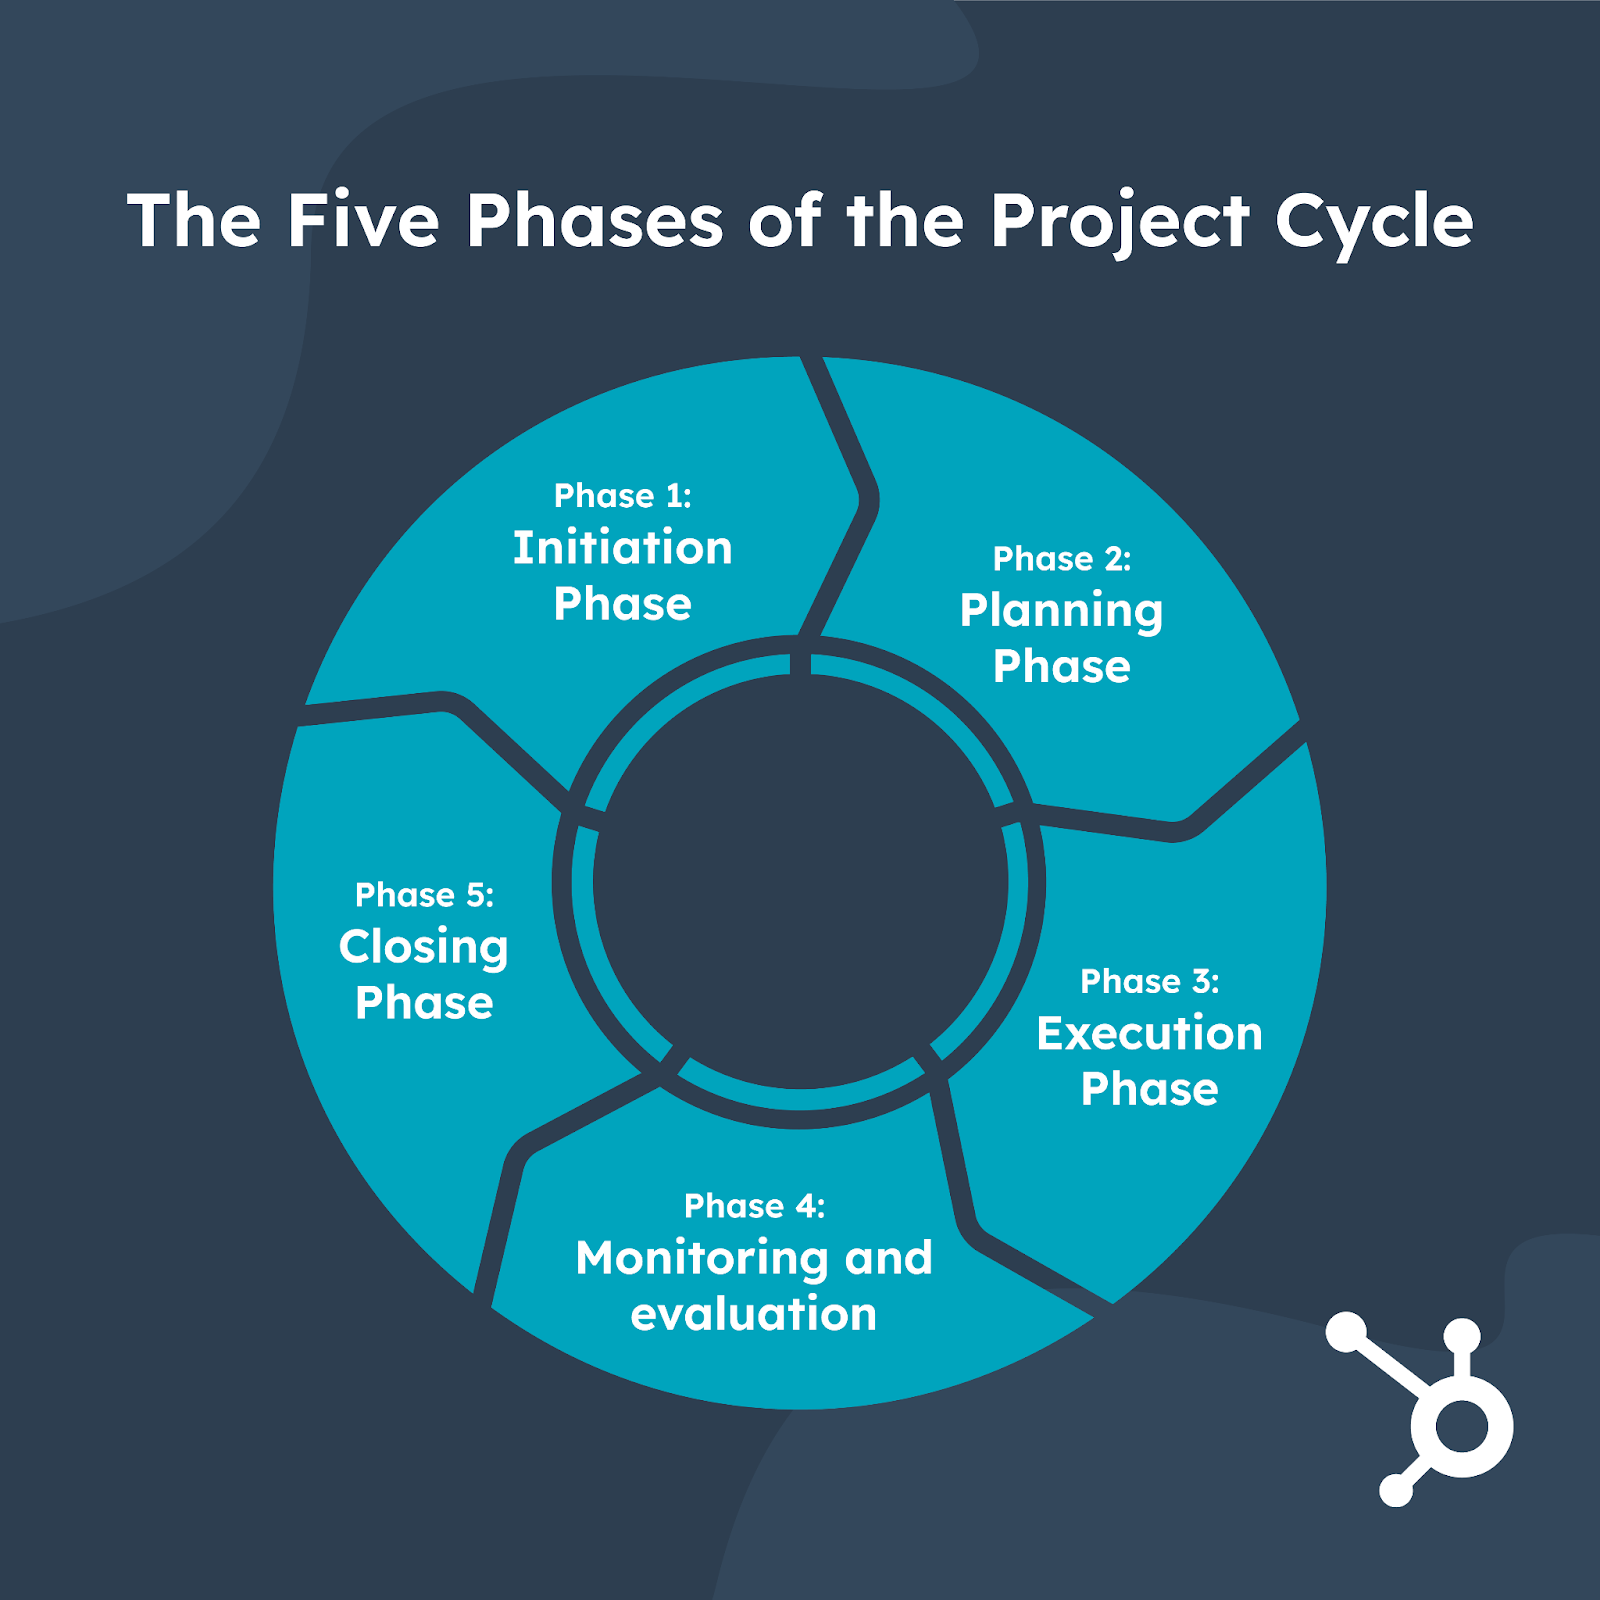 The Five Phases of the Project Cycle
Phase 1:
Initiation
Phase
Phase 2:
Planning
Phase
Phase 3:
Execution
Phase
Phase 4:
Monitoring and
evaluation
Phase 5:
Closing
Phase